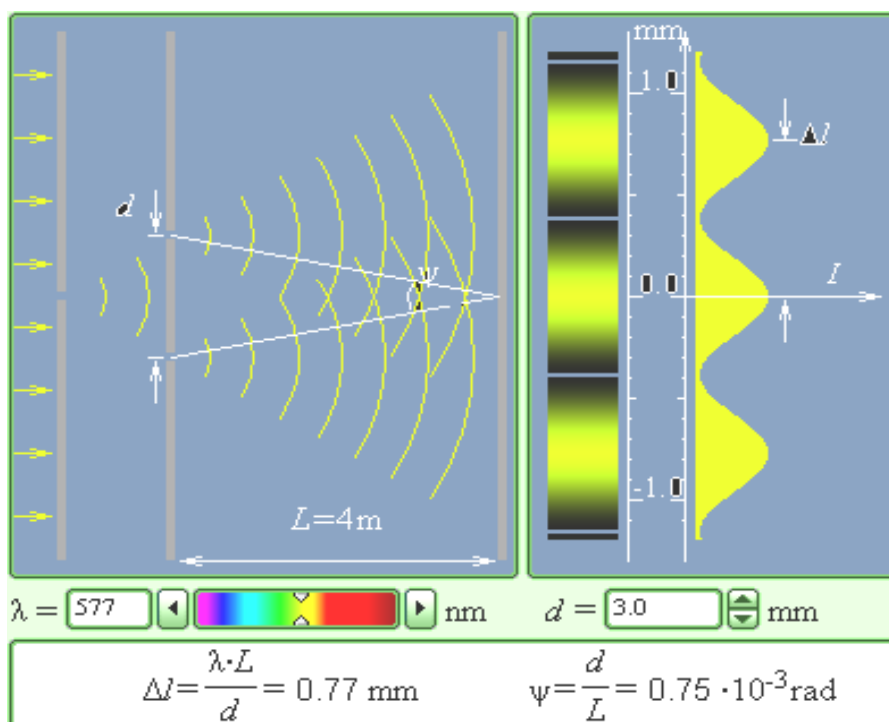 d
ψ
L=4m
mm
1.0
0.0
-1.0
Δl
I
λ = 577 nm
d = 3.0 mm
Δl = λ·L/d = 0.77 mm
ψ = d/L = 0.75 ·10⁻³rad